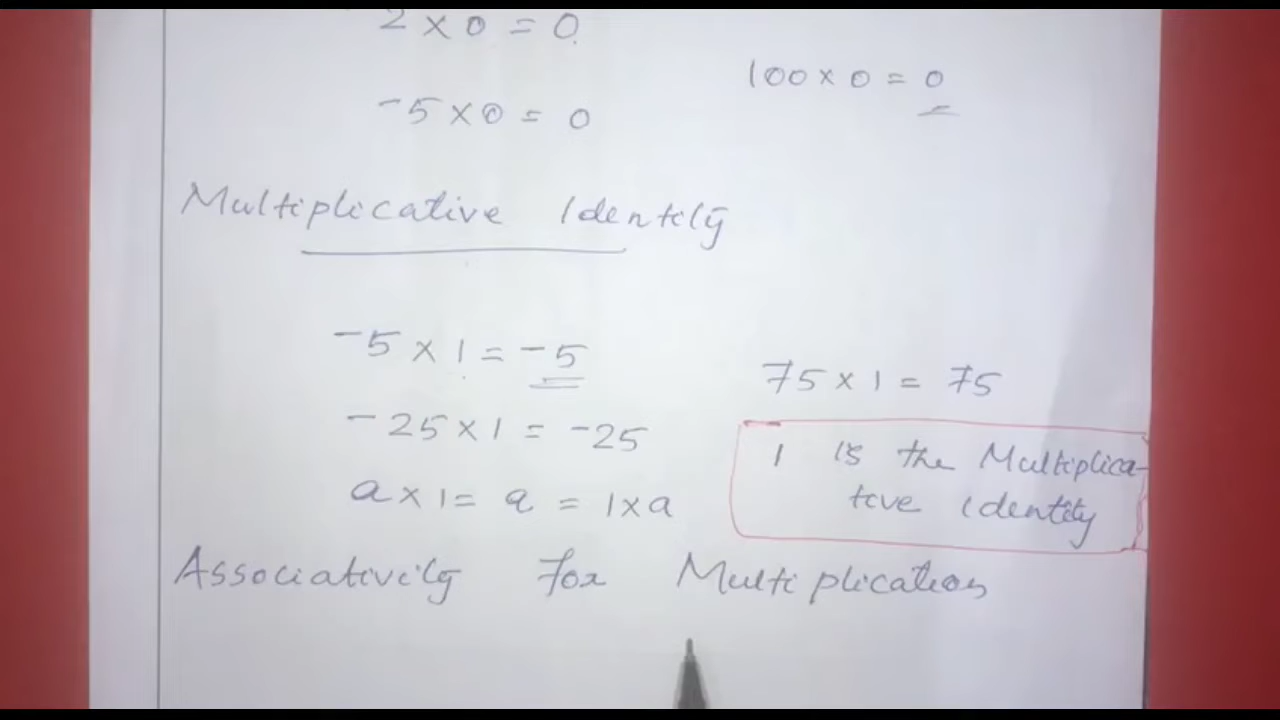 2 × 0 = 0
100 × 0 = 0
-5 × 0 = 0
Multiplicative Identity
-5 × 1 = -5
75 × 1 = 75
-25 × 1 = -25
1 is the Multiplica-
tive identity
a × 1 = a = 1 × a
Associativity for Multiplication